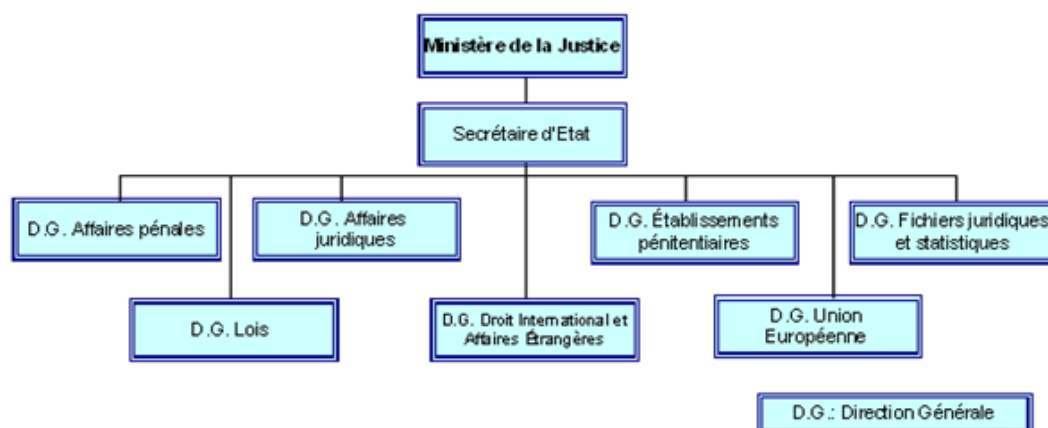 Ministère de la Justice
Secrétaire d'Etat
D.G. Affaires pénales
D.G. Affaires
juridiques
D.G. Établissements
pénitentiaires
D.G. Fichiers juridiques
et statistiques
D.G. Lois
D.G. Droit International et
Affaires Étrangères
D.G. Union
Européenne
D.G.: Direction Générale